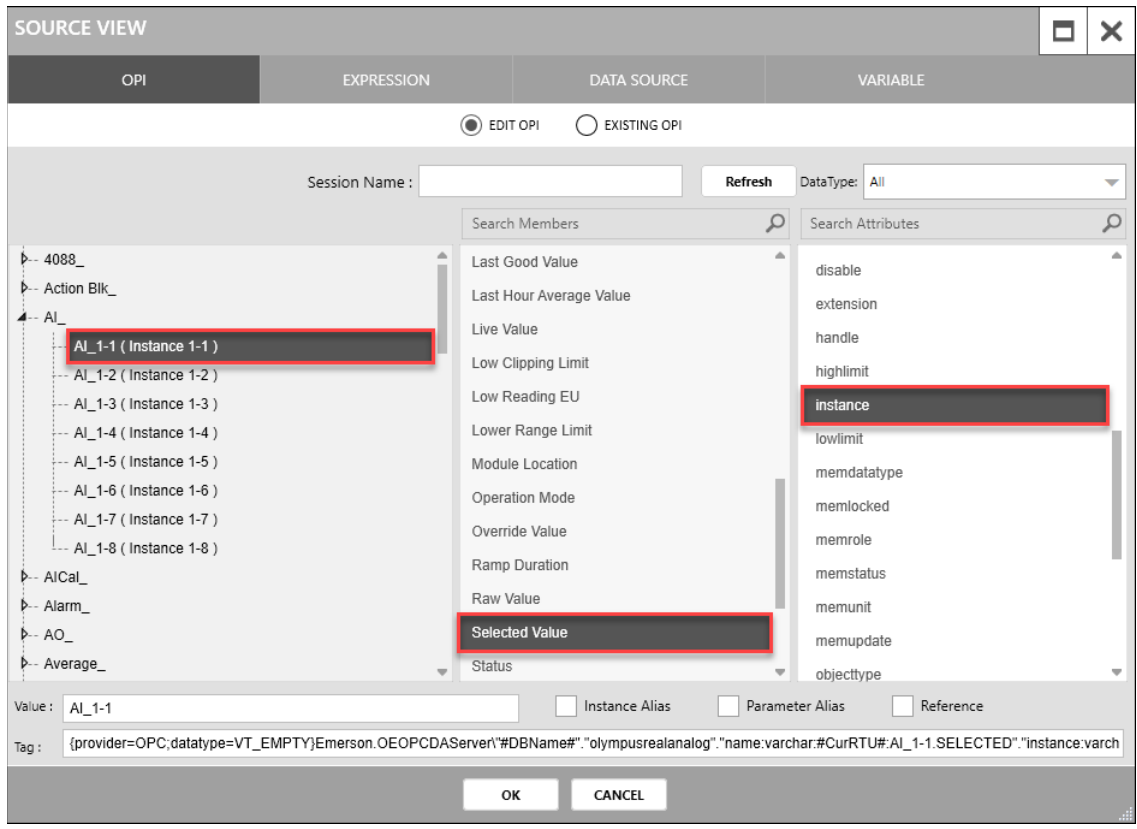 SOURCE VIEW
OPI EXPRESSION DATA SOURCE VARIABLE
EDIT OPI EXISTING OPI
Session Name : Refresh DataType: All
Search Members Search Attributes
4088_
Action Blk_
AI_
AI_1-1 ( Instance 1-1 )
AI_1-2 ( Instance 1-2 )
AI_1-3 ( Instance 1-3 )
AI_1-4 ( Instance 1-4 )
AI_1-5 ( Instance 1-5 )
AI_1-6 ( Instance 1-6 )
AI_1-7 ( Instance 1-7 )
AI_1-8 ( Instance 1-8 )
AICal_
Alarm_
AO_
Average_
Last Good Value
Last Hour Average Value
Live Value
Low Clipping Limit
Low Reading EU
Lower Range Limit
Module Location
Operation Mode
Override Value
Ramp Duration
Raw Value
Selected Value
Status
disable
extension
handle
highlimit
instance
lowlimit
memdatatype
memlocked
memrole
memstatus
memunit
memupdate
objecttype
Value : AI_1-1 Instance Alias Parameter Alias Reference
Tag : {provider=OPC;datatype=VT_EMPTY}Emerson.OEOPCDAServer\"#DBName#"."olympusrealanalog"."name:varchar:#CurRTU#:AI_1-1.SELECTED"."instance:varch
OK CANCEL